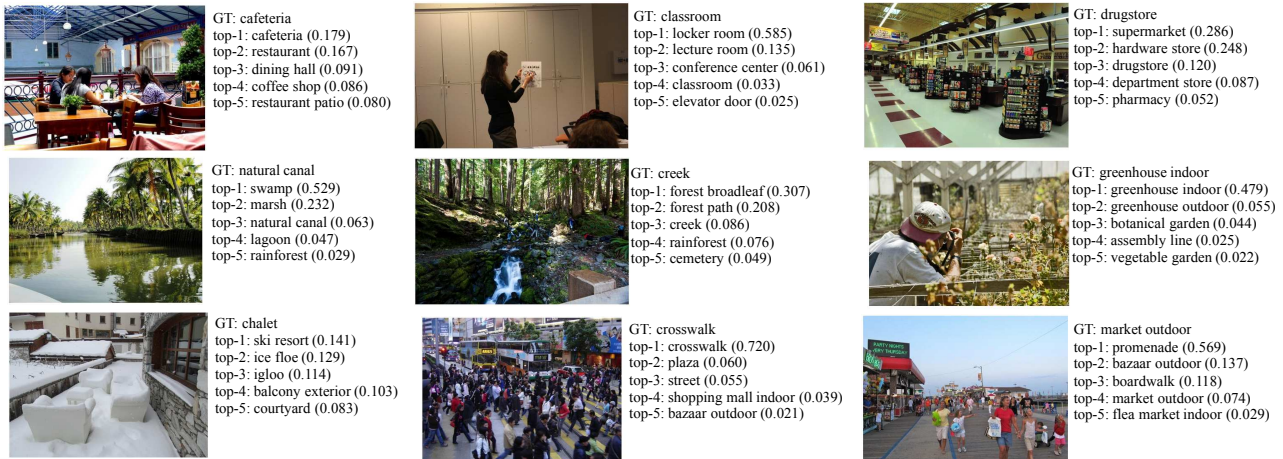 GT: cafeteria
top-1: cafeteria (0.179)
top-2: restaurant (0.167)
top-3: dining hall (0.091)
top-4: coffee shop (0.086)
top-5: restaurant patio (0.080)
GT: classroom
top-1: locker room (0.585)
top-2: lecture room (0.135)
top-3: conference center (0.061)
top-4: classroom (0.033)
top-5: elevator door (0.025)
GT: drugstore
top-1: supermarket (0.286)
top-2: hardware store (0.248)
top-3: drugstore (0.120)
top-4: department store (0.087)
top-5: pharmacy (0.052)
GT: natural canal
top-1: swamp (0.529)
top-2: marsh (0.232)
top-3: natural canal (0.063)
top-4: lagoon (0.047)
top-5: rainforest (0.029)
GT: creek
top-1: forest broadleaf (0.307)
top-2: forest path (0.208)
top-3: creek (0.086)
top-4: rainforest (0.076)
top-5: cemetery (0.049)
GT: greenhouse indoor
top-1: greenhouse indoor (0.479)
top-2: greenhouse outdoor (0.055)
top-3: botanical garden (0.044)
top-4: assembly line (0.025)
top-5: vegetable garden (0.022)
GT: chalet
top-1: ski resort (0.141)
top-2: ice floe (0.129)
top-3: igloo (0.114)
top-4: balcony exterior (0.103)
top-5: courtyard (0.083)
GT: crosswalk
top-1: crosswalk (0.720)
top-2: plaza (0.060)
top-3: street (0.055)
top-4: shopping mall indoor (0.039)
top-5: bazaar outdoor (0.021)
PARTY NIGHTS
GT: market outdoor
top-1: promenade (0.569)
top-2: bazaar outdoor (0.137)
top-3: boardwalk (0.118)
top-4: market outdoor (0.074)
top-5: flea market indoor (0.029)